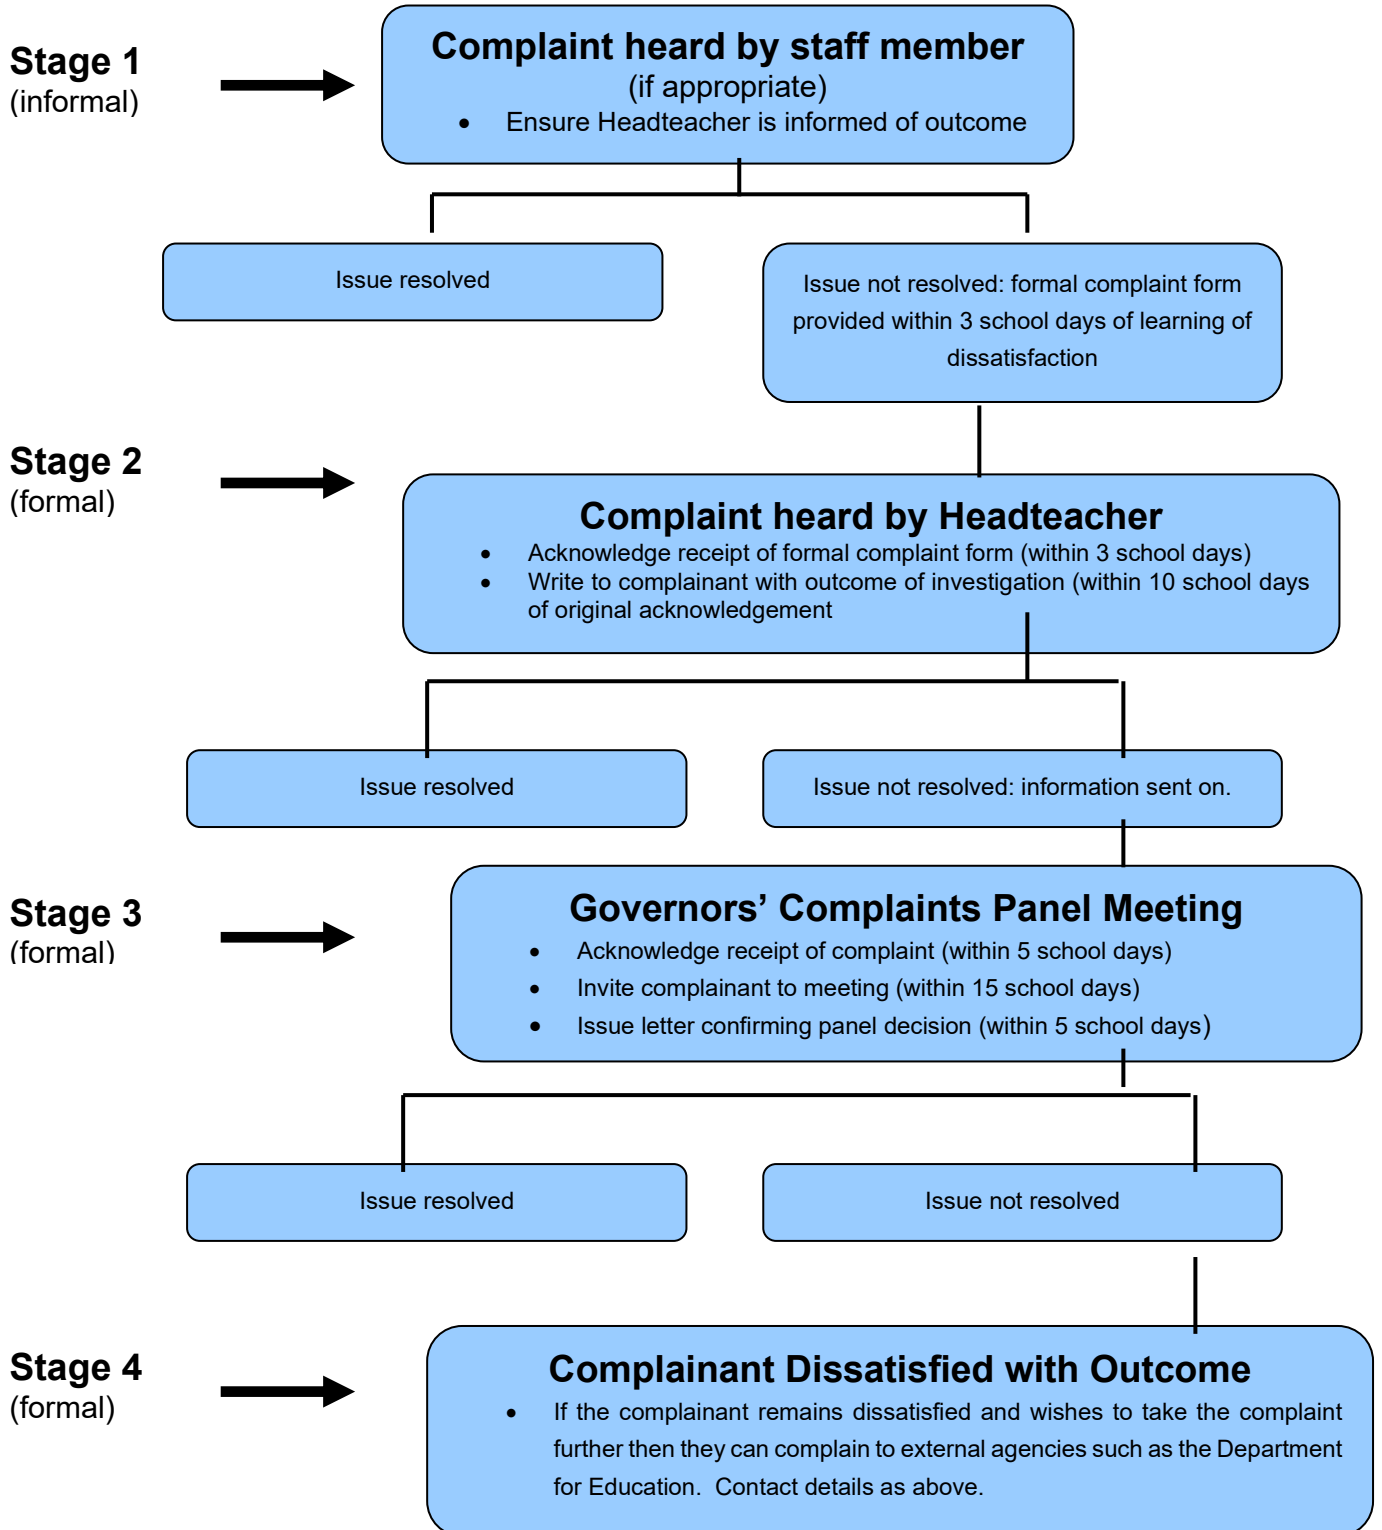 Stage 1
(informal)
Complaint heard by staff member
(if appropriate)
• Ensure Headteacher is informed of outcome
Issue resolved
Issue not resolved: formal complaint form
provided within 3 school days of learning of
dissatisfaction
Stage 2
(formal)
Complaint heard by Headteacher
• Acknowledge receipt of formal complaint form (within 3 school days)
• Write to complainant with outcome of investigation (within 10 school days
of original acknowledgement
Issue resolved
Issue not resolved: information sent on.
Stage 3
(formal)
Governors’ Complaints Panel Meeting
• Acknowledge receipt of complaint (within 5 school days)
• Invite complainant to meeting (within 15 school days)
• Issue letter confirming panel decision (within 5 school days)
Issue resolved
Issue not resolved
Stage 4
(formal)
Complainant Dissatisfied with Outcome
• If the complainant remains dissatisfied and wishes to take the complaint
further then they can complain to external agencies such as the Department
for Education. Contact details as above.